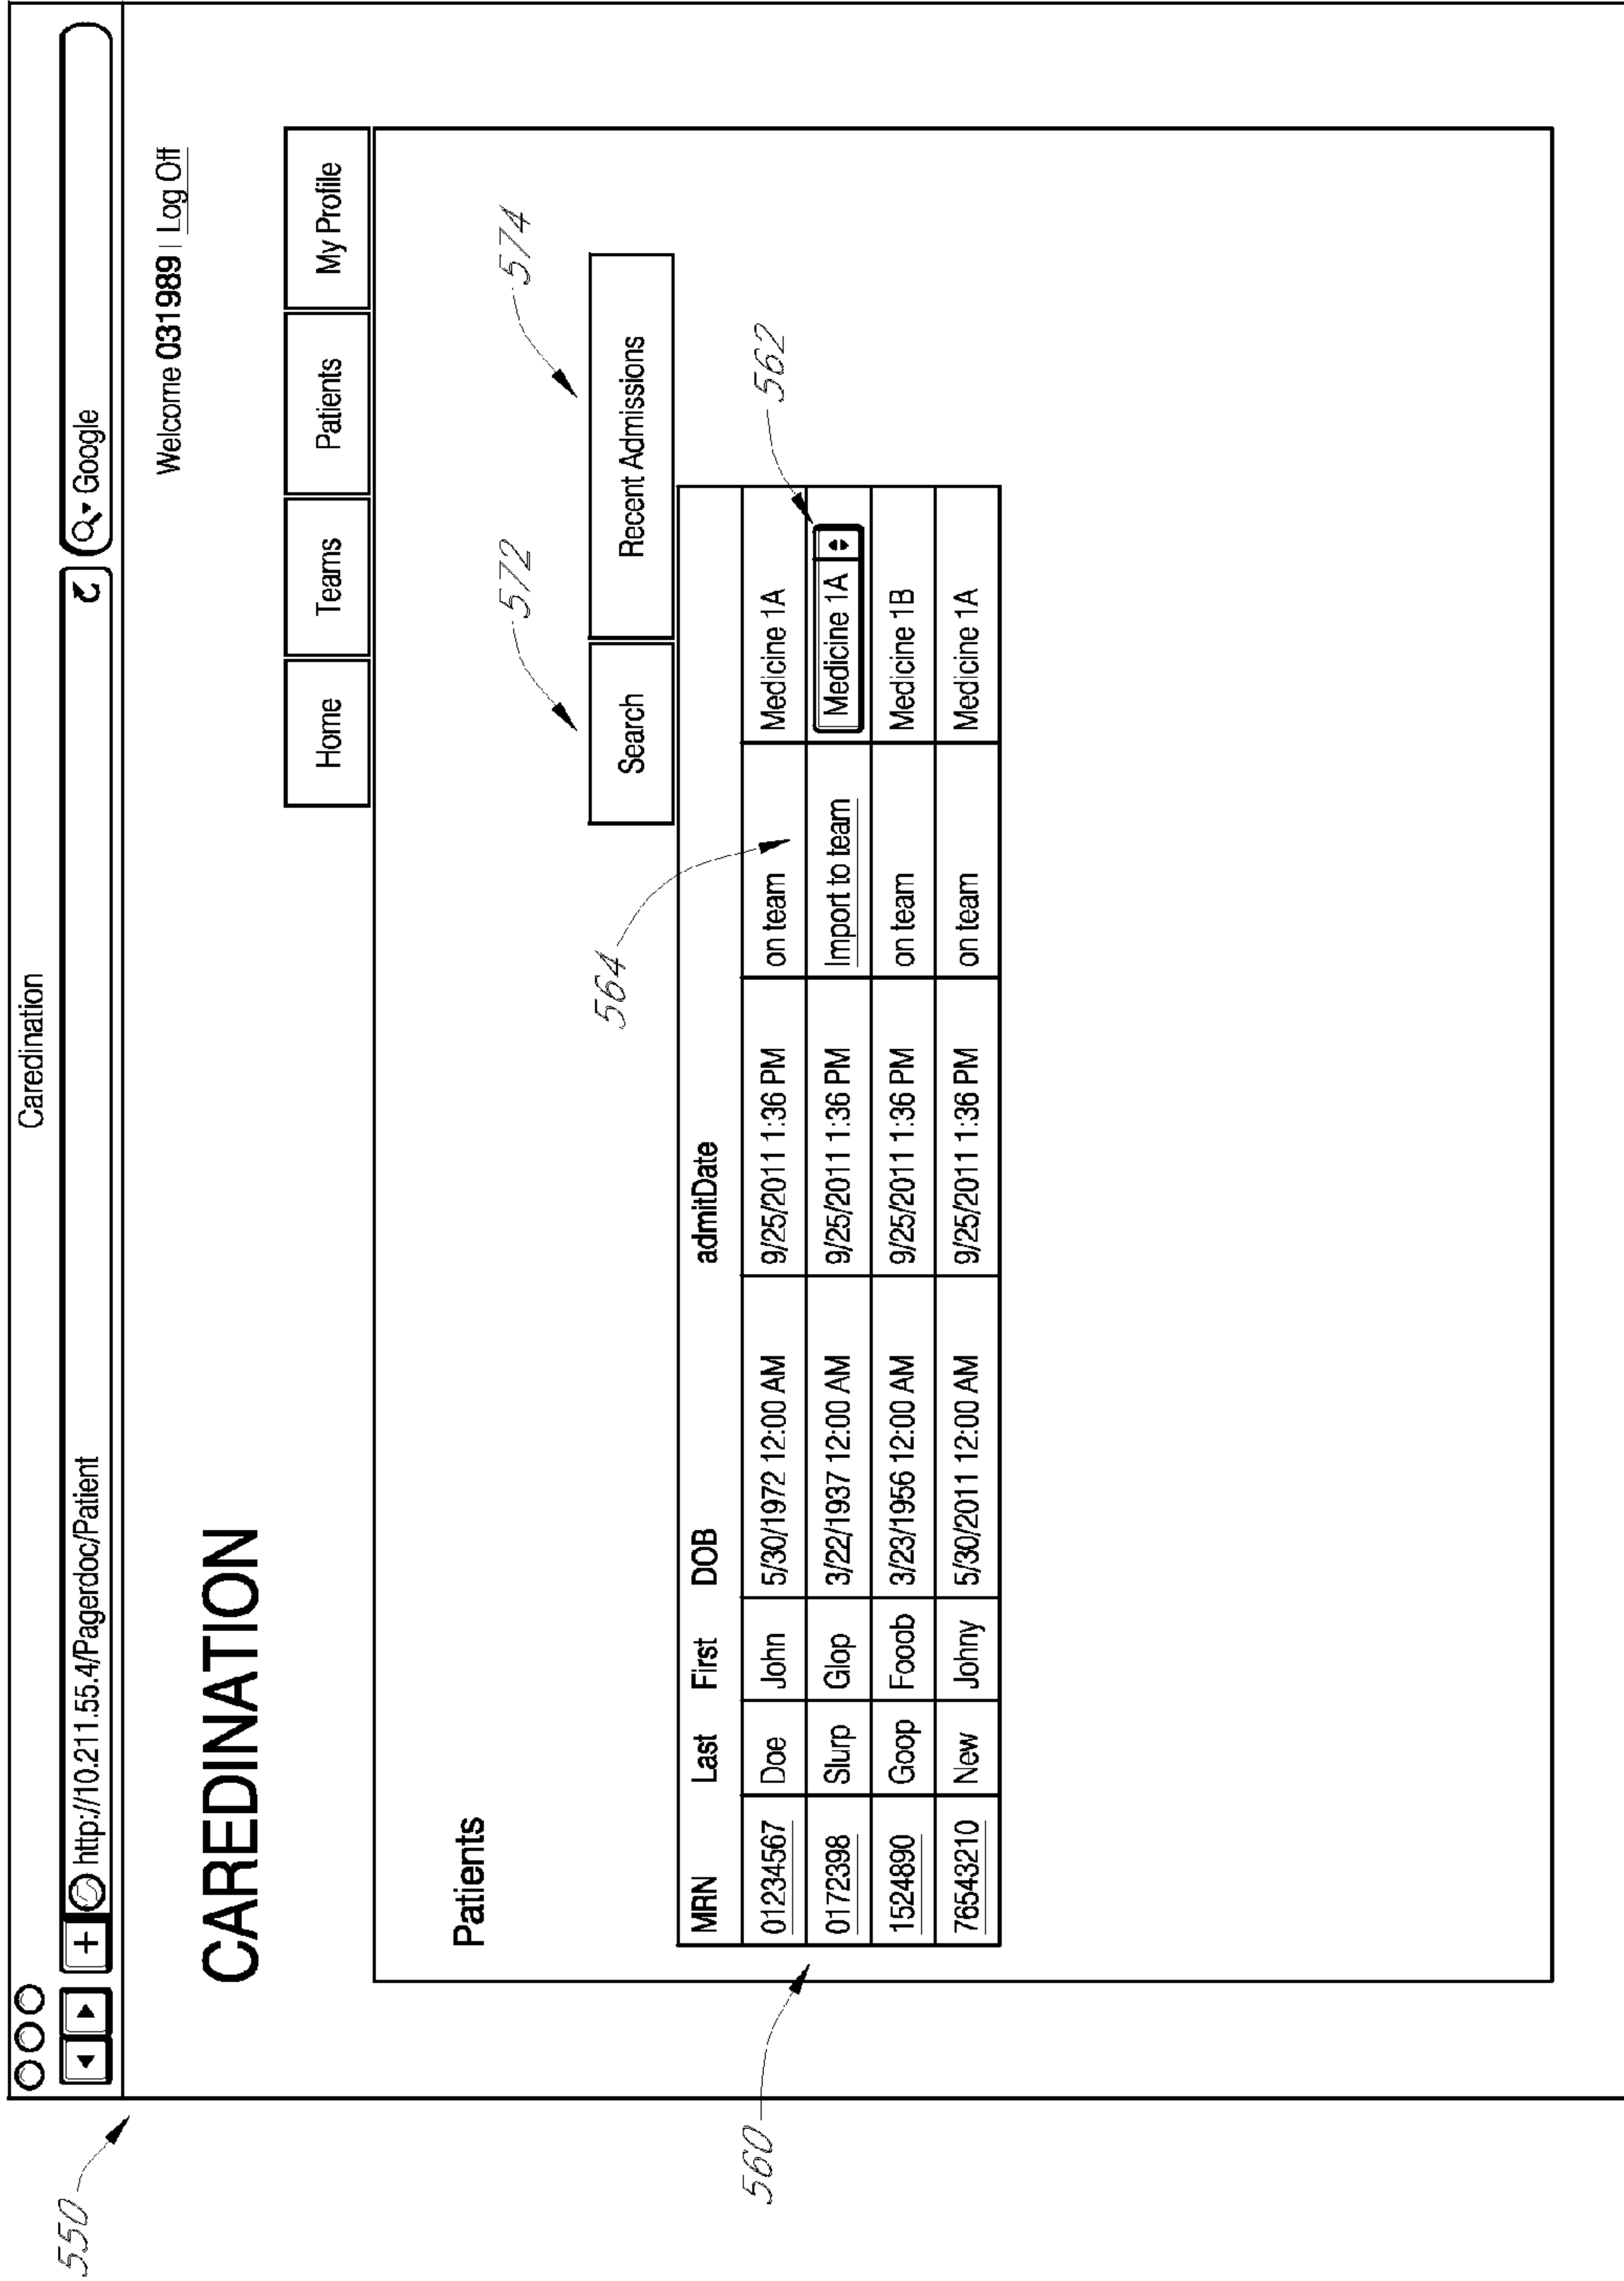 Caredination
http://10.211.55.4/Pagerdoc/Patient Google
550
Welcome 031989 | Log Off
CAREDINATION
Home Teams Patients My Profile
Patients
572 574
Search Recent Admissions
564
562
MRN Last First DOB admitDate
01234567 Doe John 5/30/1972 12:00 AM 9/25/2011 1:36 PM on team Medicine 1A
560
0172398 Slurp Glop 3/22/1937 12:00 AM 9/25/2011 1:36 PM Import to team Medicine 1A
1524890 Goop Fooob 3/23/1956 12:00 AM 9/25/2011 1:36 PM on team Medicine 1B
76543210 New Johny 5/30/2011 12:00 AM 9/25/2011 1:36 PM on team Medicine 1A